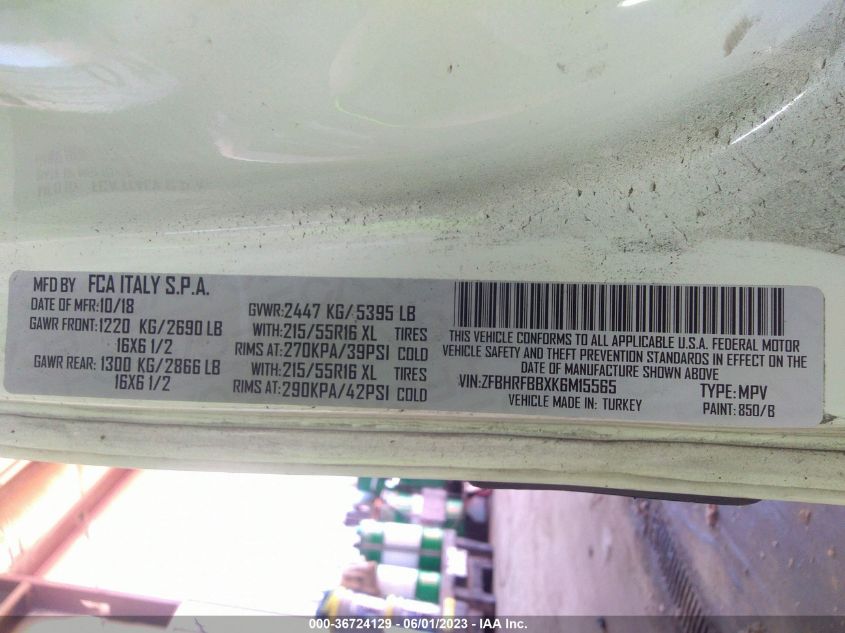 MFD BY FCA ITALY S.P.A.
DATE OF MFR:10/18
GAWR FRONT:1220 KG/2690 LB
16X6 1/2
GAWR REAR:1300 KG/2866 LB
16X6 1/2
GVWR:2447 KG/5395 LB
WITH:215/55R16 XL TIRES
RIMS AT:270KPA/39PSI COLD
WITH:215/55R16 XL TIRES
RIMS AT:290KPA/42PSI COLD
THIS VEHICLE CONFORMS TO ALL APPLICABLE U.S.A. FEDERAL MOTOR
VEHICLE SAFETY AND THEFT PREVENTION STANDARDS IN EFFECT ON THE
DATE OF MANUFACTURE SHOWN ABOVE
VIN:ZFBHRFBBXK6M15565 TYPE:MPV
VEHICLE MADE IN: TURKEY PAINT:850/B
000-36724129 - 06/01/2023 - IAA Inc.